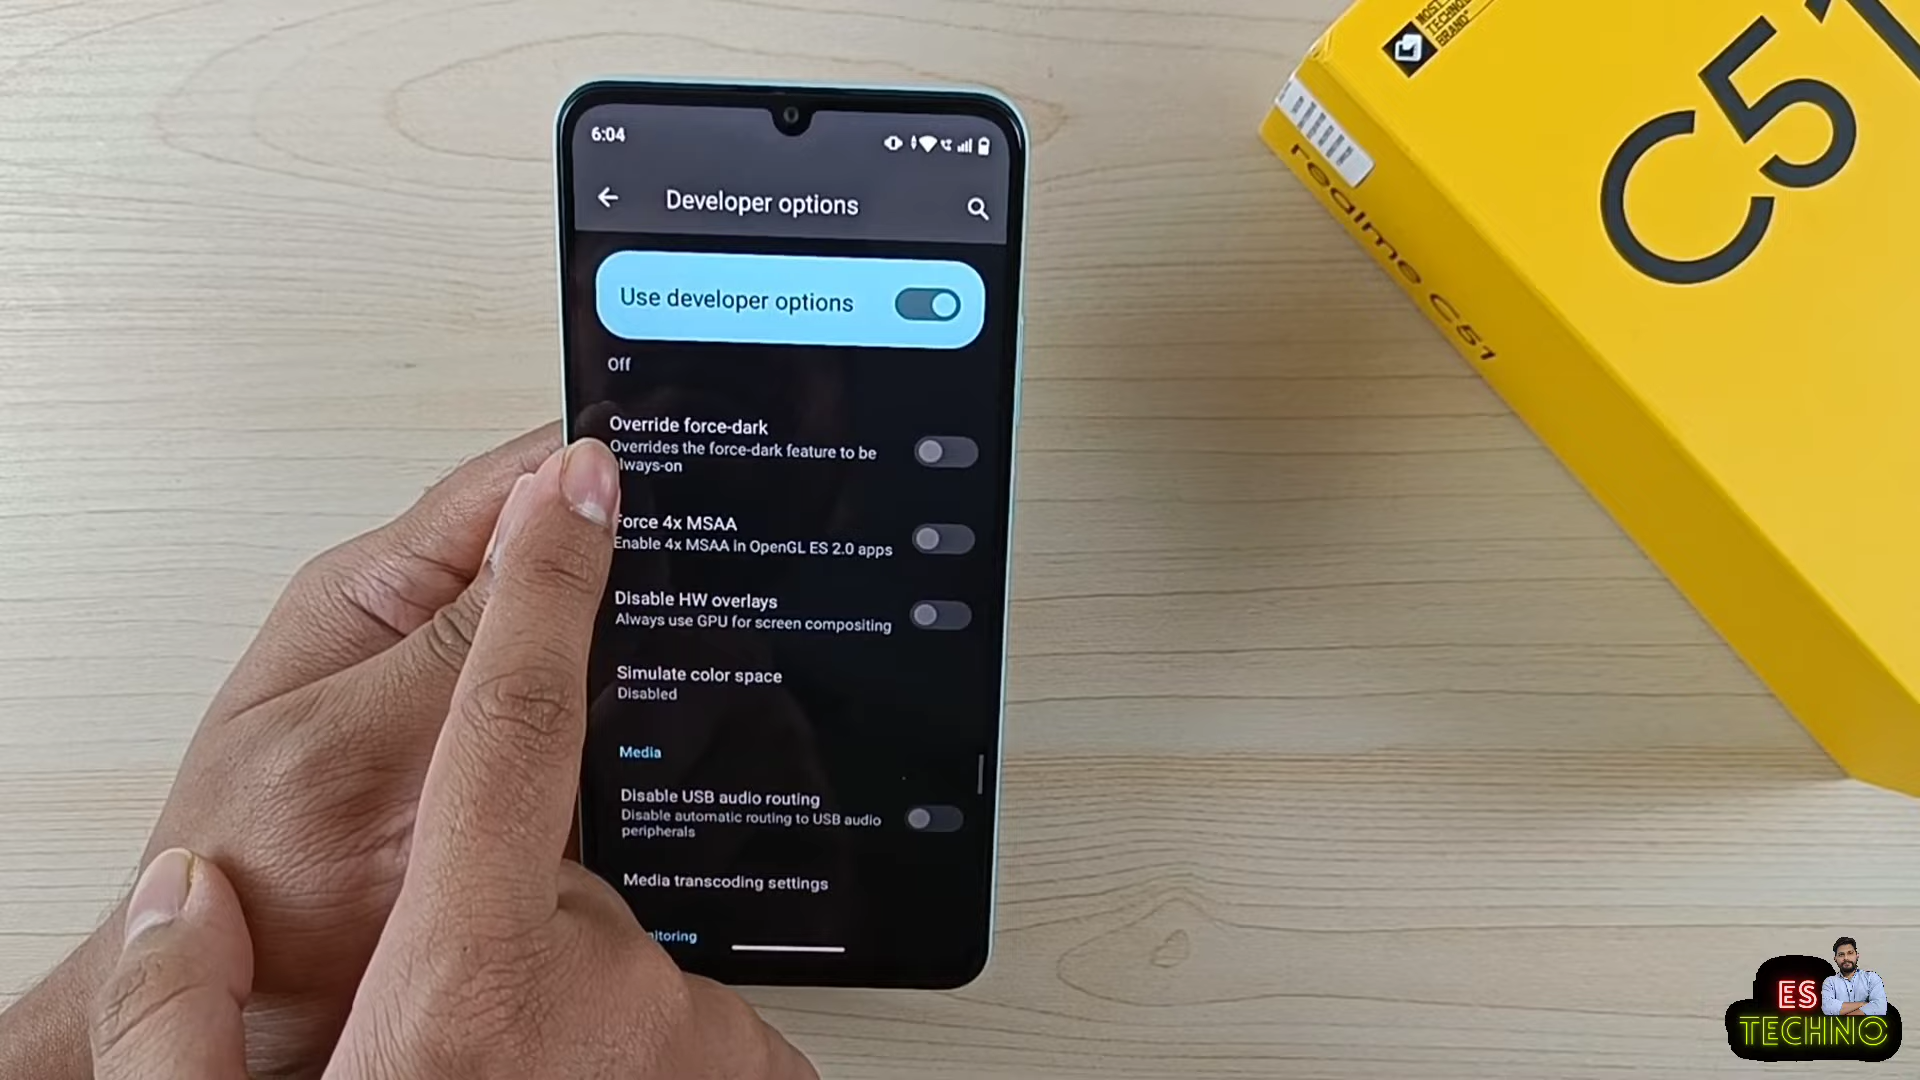 6:04
Developer options
Use developer options
Off
Override force-dark
Overrides the force-dark feature to be
lways-on
Force 4x MSAA
Enable 4x MSAA in OpenGL ES 2.0 apps
Disable HW overlays
Always use GPU for screen compositing
Simulate color space
Disabled
Media
Disable USB audio routing
Disable automatic routing to USB audio
peripherals
Media transcoding settings
itoring
C51
realme C51
TECHNO
BRAND
ES
TECHNO